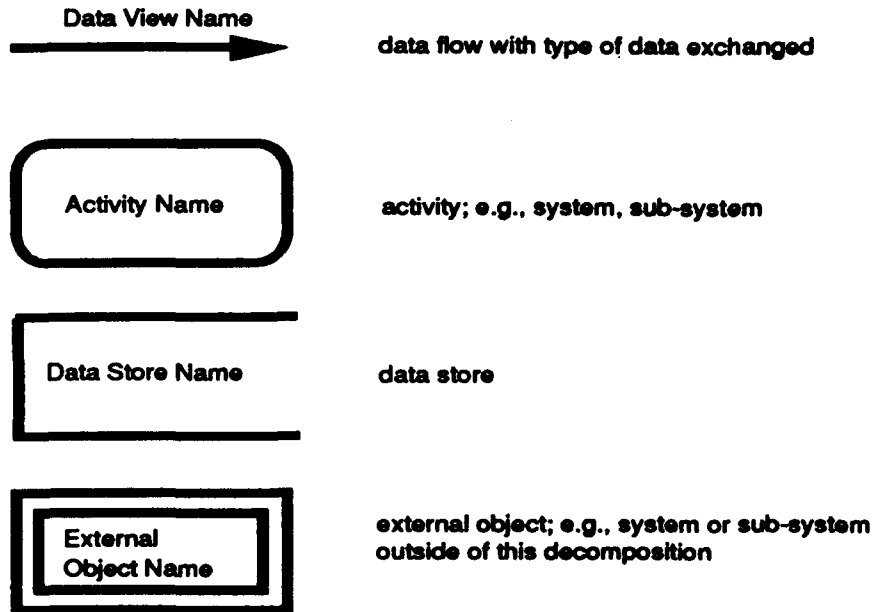 Data View Name
data flow with type of data exchanged
Activity Name
activity; e.g., system, sub-system
Data Store Name
data store
External
Object Name
external object; e.g., system or sub-system
outside of this decomposition